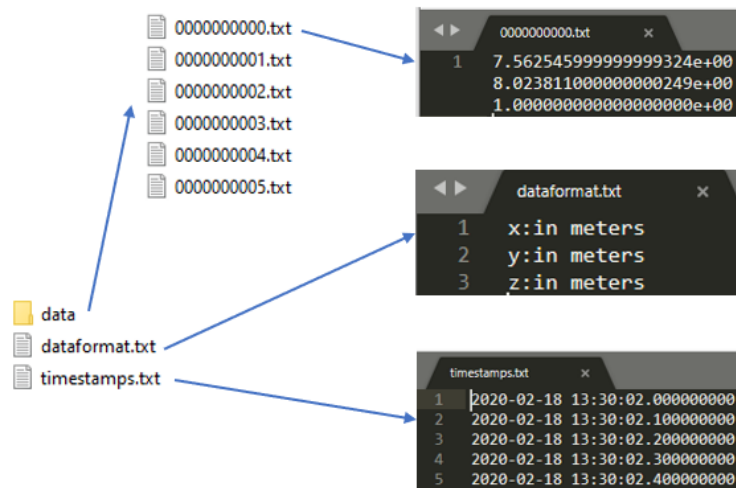 0000000000.txt
0000000001.txt
0000000002.txt
0000000003.txt
0000000004.txt
0000000005.txt
0000000000.txt ×
1 7.562545999999999324e+00
8.023811000000000249e+00
1.000000000000000000e+00
dataformat.txt ×
1 x:in meters
2 y:in meters
3 z:in meters
data
dataformat.txt
timestamps.txt
timestamps.txt ×
1 2020-02-18 13:30:02.000000000
2 2020-02-18 13:30:02.100000000
3 2020-02-18 13:30:02.200000000
4 2020-02-18 13:30:02.300000000
5 2020-02-18 13:30:02.400000000